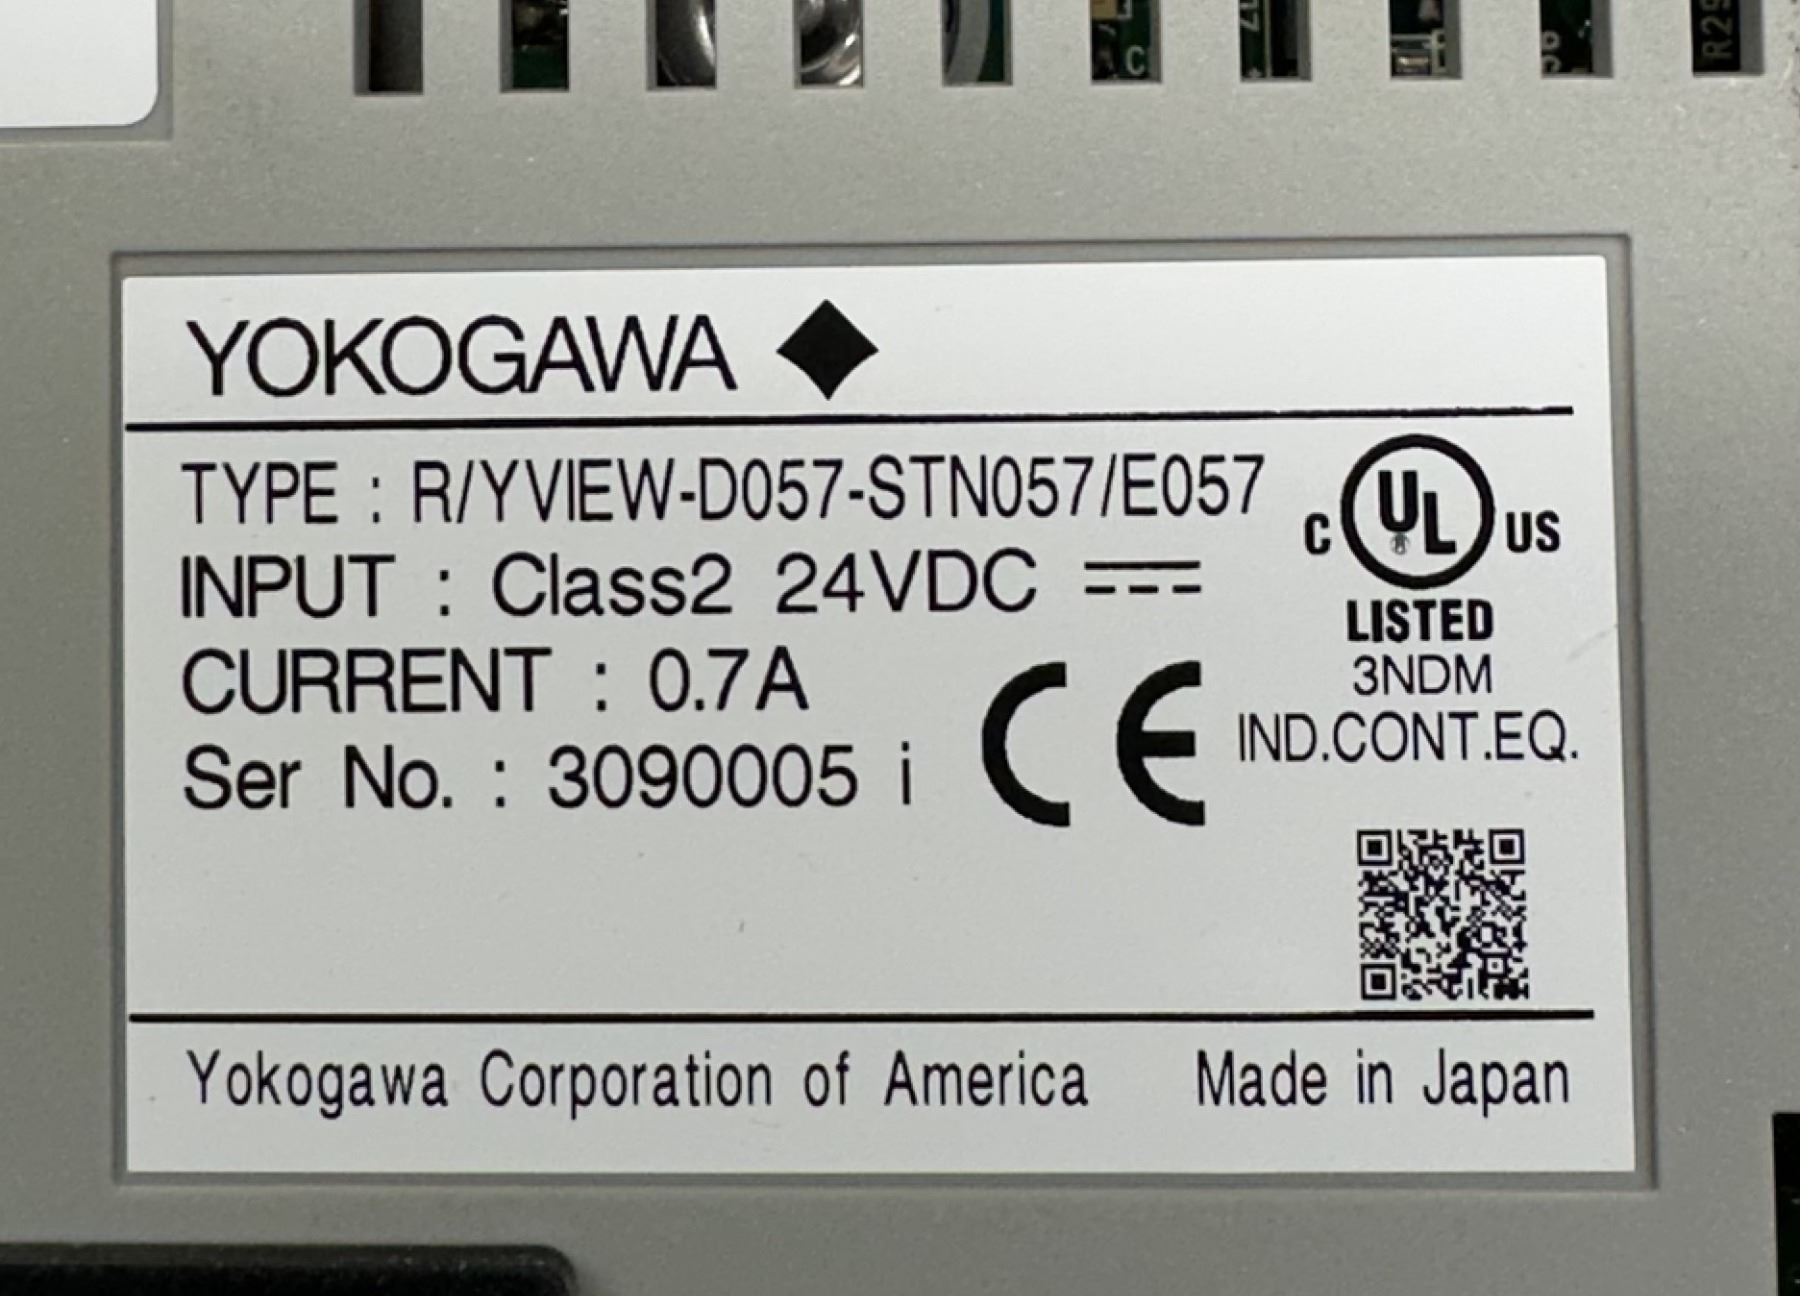 R29
YOKOGAWA
TYPE : R/YVIEW-D057-STN057/E057
INPUT : Class2 24VDC
CURRENT : 0.7A
Ser No. : 3090005 i
CE
C UL US
LISTED
3NDM
IND.CONT.EQ.
Yokogawa Corporation of America Made in Japan